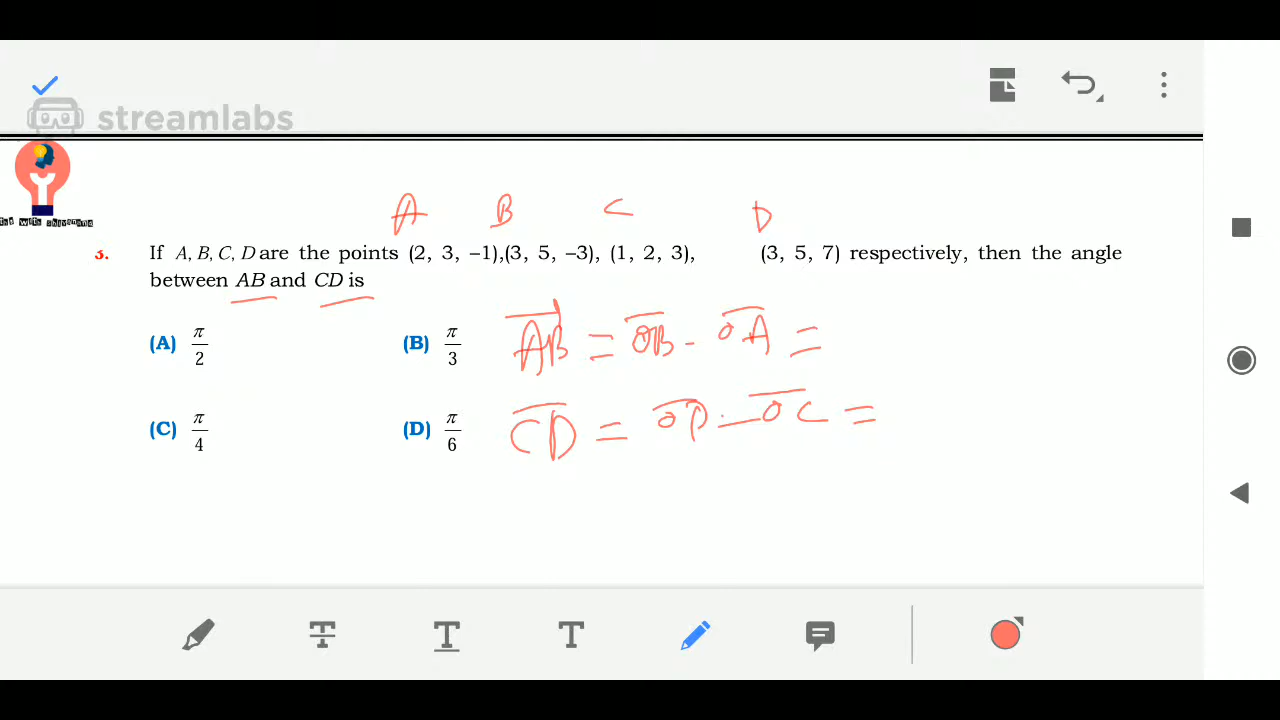 streamlabs
A B C D
5. If A, B, C, D are the points (2, 3, −1),(3, 5, −3), (1, 2, 3), (3, 5, 7) respectively, then the angle
between AB and CD is
(A) π/2 (B) π/3
AB = OB - OA =
(C) π/4 (D) π/6
CD = OD - OC =